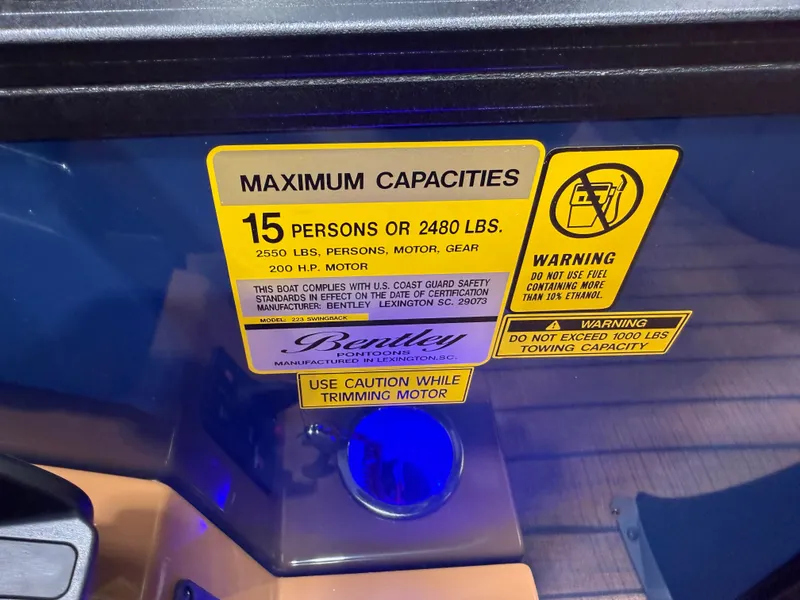 MAXIMUM CAPACITIES
15 PERSONS OR 2480 LBS.
2550 LBS, PERSONS, MOTOR, GEAR
200 H.P. MOTOR
THIS BOAT COMPLIES WITH U.S. COAST GUARD SAFETY
STANDARDS IN EFFECT ON THE DATE OF CERTIFICATION
MANUFACTURER: BENTLEY LEXINGTON SC. 29073
MODEL: 223 SWINGBACK
Bentley
PONTOONS
MANUFACTURED IN LEXINGTON, SC.
WARNING
DO NOT USE FUEL
CONTAINING MORE
THAN 10% ETHANOL.
WARNING
DO NOT EXCEED 1000 LBS
TOWING CAPACITY
USE CAUTION WHILE
TRIMMING MOTOR